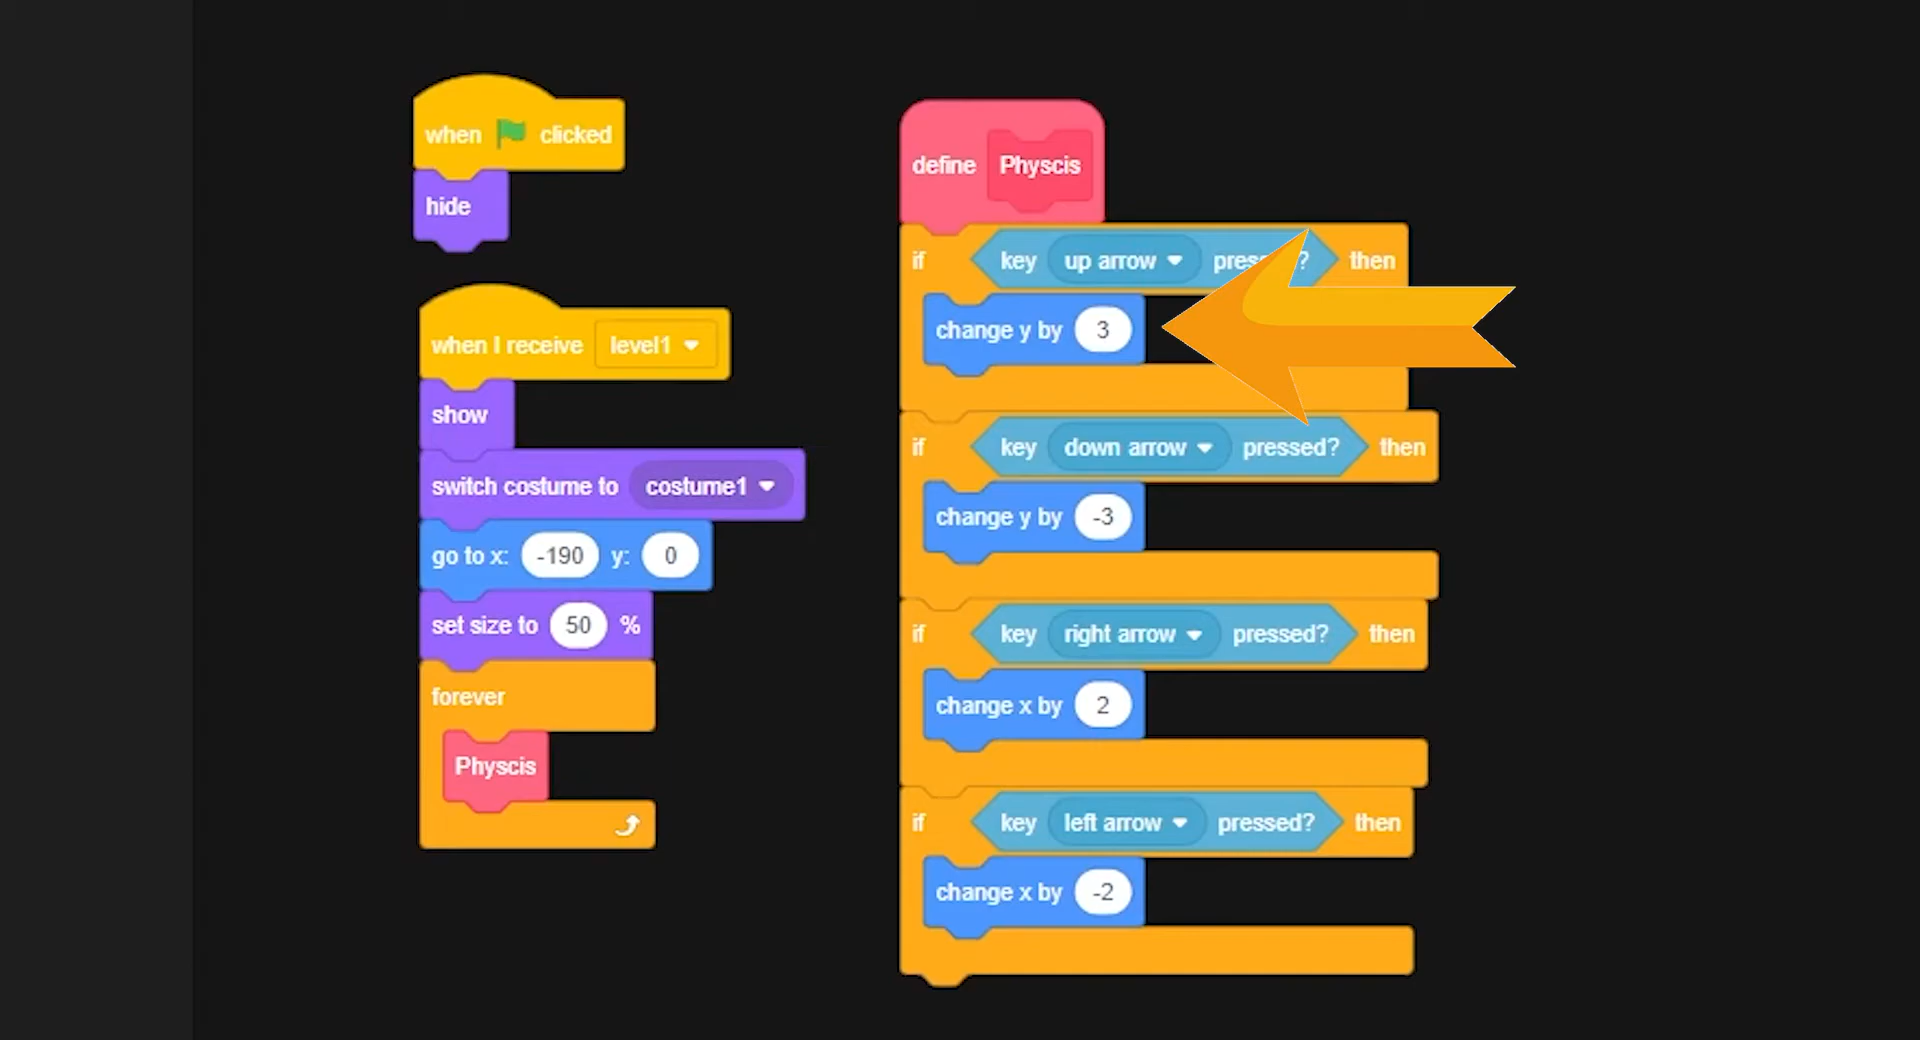 when clicked
hide
when I receive level1
show
switch costume to costume1
go to x: -190 y: 0
set size to 50 %
forever
Physcis
define Physcis
if key up arrow then
change y by 3
if key down arrow pressed? then
change y by -3
if key right arrow pressed? then
change x by 2
if key left arrow pressed? then
change x by -2